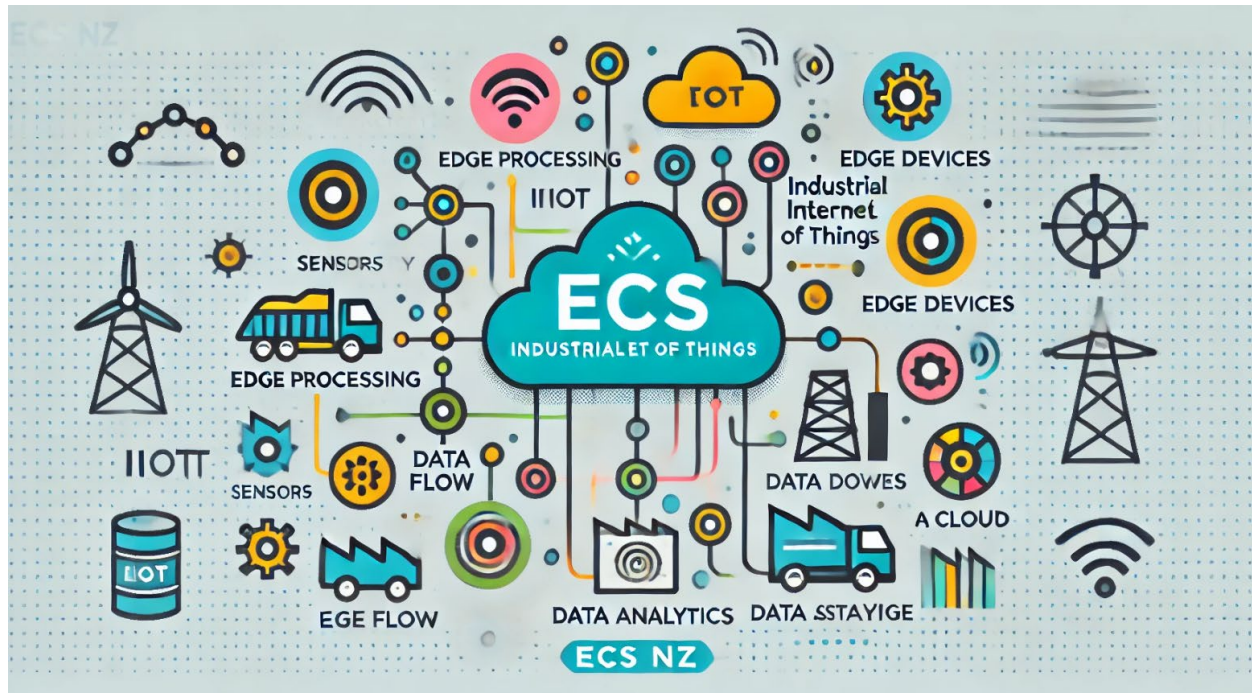 ECS NZ
IOT
EDGE PROCESSING
EDGE DEVICES
IIIOT
Industrial
Internet
of Things
SENSORS Y
ECS
INDUSTRIALET OF THINGS
EDGE DEVICES
EDGE PROCESSING
IIOTT
SENSORS
DATA
FLOW
DATA DOWES
A CLOUD
IIOT
EGE FLOW
DATA ANALYTICS
DATA SSTAYIGE
ECS NZ